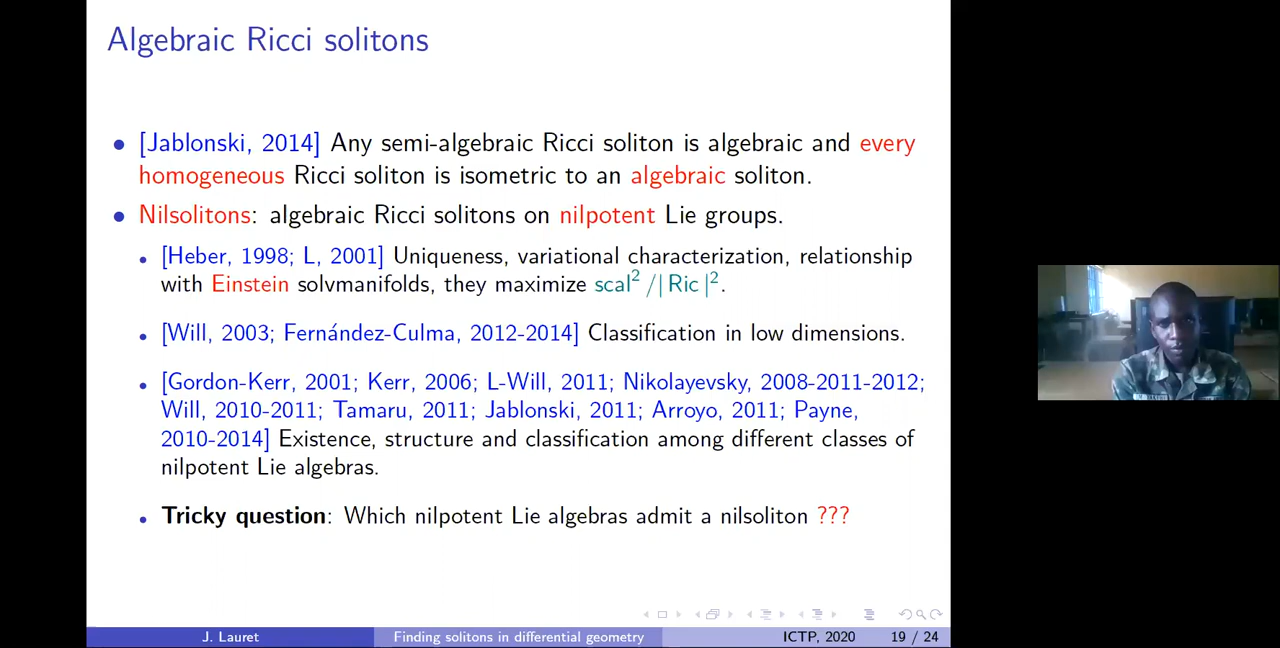 Algebraic Ricci solitons
• [Jablonski, 2014] Any semi-algebraic Ricci soliton is algebraic and every
homogeneous Ricci soliton is isometric to an algebraic soliton.
• Nilsolitons: algebraic Ricci solitons on nilpotent Lie groups.
• [Heber, 1998; L, 2001] Uniqueness, variational characterization, relationship
with Einstein solvmanifolds, they maximize scal² /| Ric |².
• [Will, 2003; Fernández-Culma, 2012-2014] Classification in low dimensions.
• [Gordon-Kerr, 2001; Kerr, 2006; L-Will, 2011; Nikolayevsky, 2008-2011-2012;
Will, 2010-2011; Tamaru, 2011; Jablonski, 2011; Arroyo, 2011; Payne,
2010-2014] Existence, structure and classification among different classes of
nilpotent Lie algebras.
• Tricky question: Which nilpotent Lie algebras admit a nilsoliton ???
J. Lauret Finding solitons in differential geometry ICTP, 2020 19 / 24